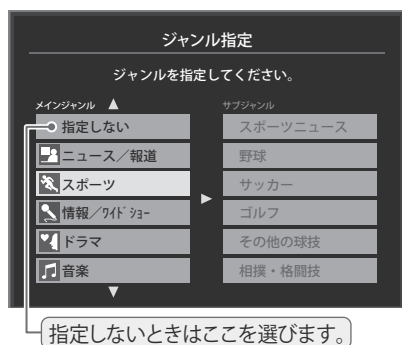 ジャンル指定
ジャンルを指定してください。
メインジャンル ▲
サブジャンル
指定しない
スポーツニュース
ニュース／報道
野球
スポーツ
サッカー
情報／ﾜｲﾄﾞｼｮｰ
ゴルフ
ドラマ
その他の球技
音楽
相撲・格闘技
指定しないときはここを選びます。